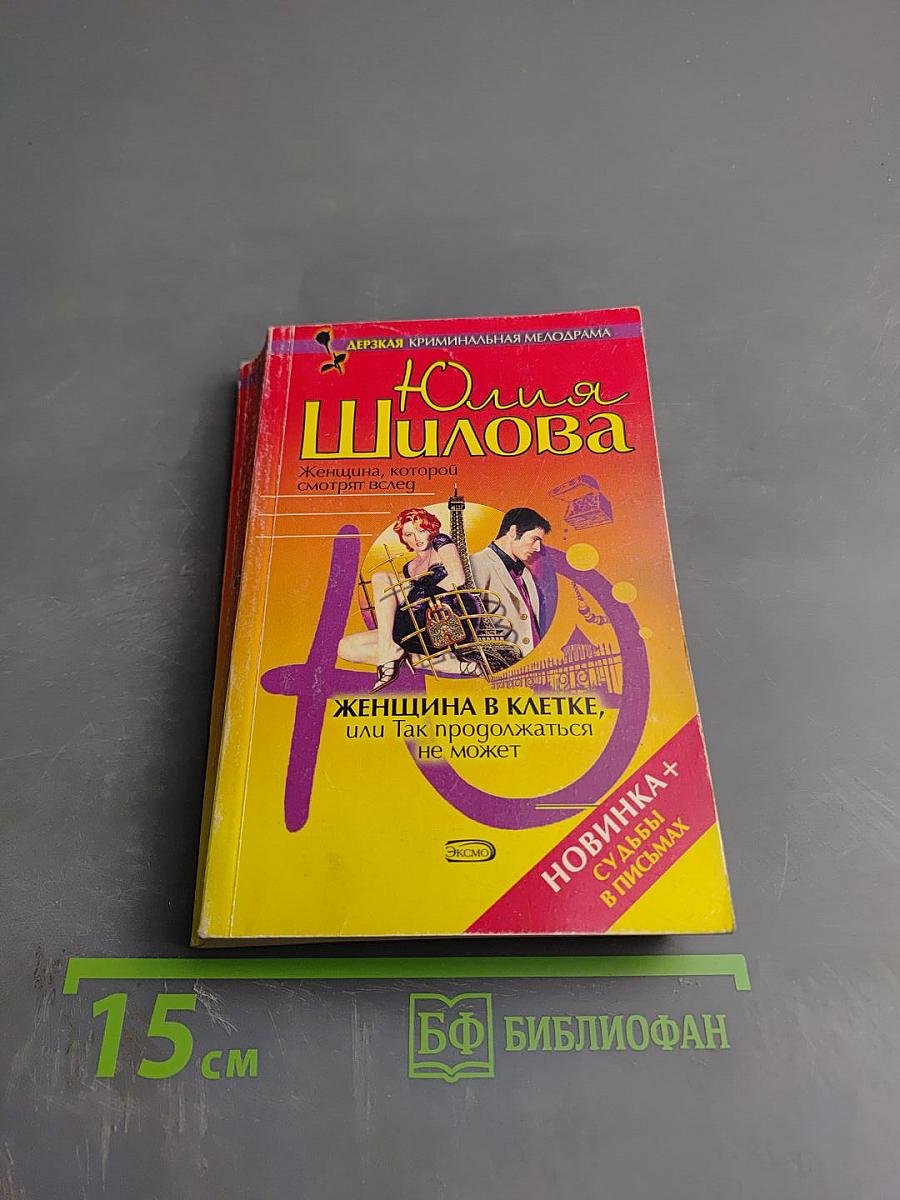 ДЕРЗКАЯ КРИМИНАЛЬНАЯ МЕЛОДРАМА
Юлия
Шилова
Женщина, которой
смотрят вслед
ЖЕНЩИНА В КЛЕТКЕ,
или Так продолжаться
не может
НОВИНКА +
СУДЬБЫ
В ПИСЬМАХ
ЭКСМО
15 см
БФ БИБЛИОФАН